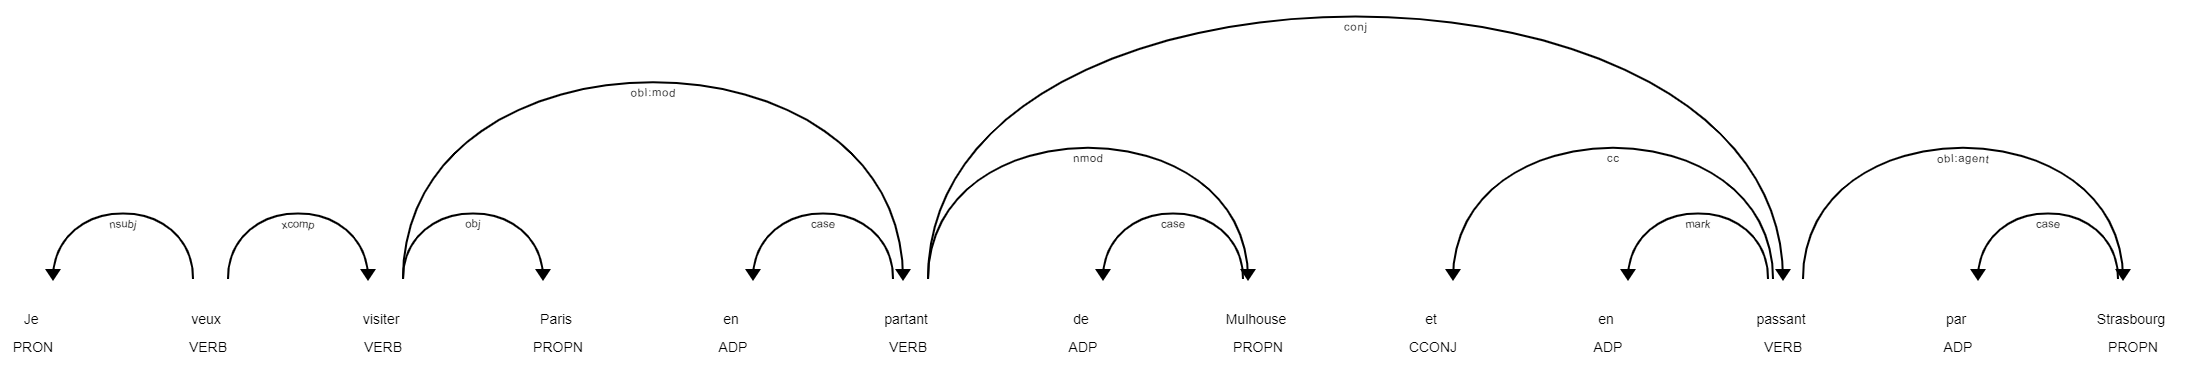 conj
obl:mod
nmod cc obl:agent
nsubj xcomp obj case case mark case
Je veux visiter Paris en partant de Mulhouse et en passant par Strasbourg
PRON VERB VERB PROPN ADP VERB ADP PROPN CCONJ ADP VERB ADP PROPN